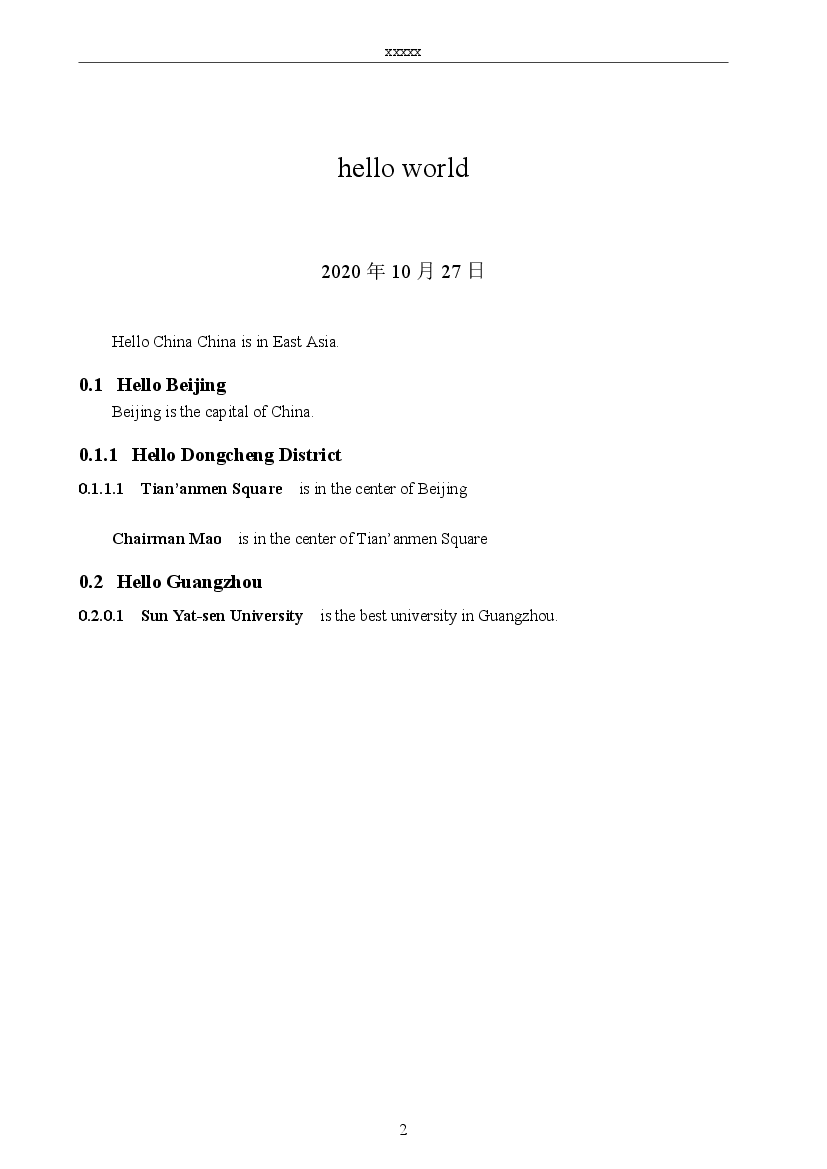 xxxxx
hello world
2020 年 10 月 27 日
Hello China China is in East Asia.
0.1 Hello Beijing
Beijing is the capital of China.
0.1.1 Hello Dongcheng District
0.1.1.1 Tian’anmen Square is in the center of Beijing
Chairman Mao is in the center of Tian’anmen Square
0.2 Hello Guangzhou
0.2.0.1 Sun Yat-sen University is the best university in Guangzhou.
2